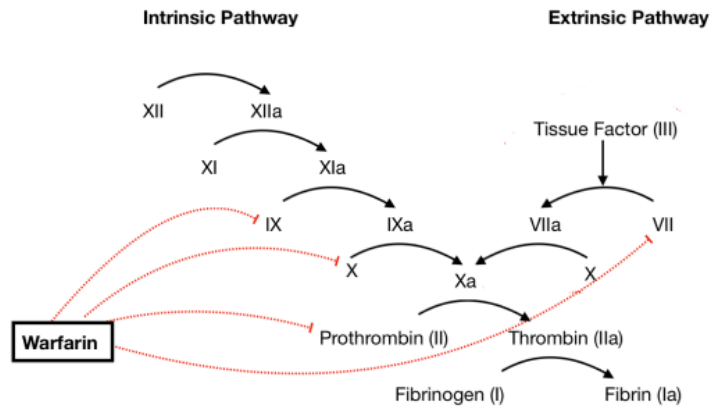 Intrinsic Pathway
Extrinsic Pathway
XII
XIIa
Tissue Factor (III)
XI
XIa
IX
IXa
VIIa
VII
X
Xa
X
Warfarin
Prothrombin (II)
Thrombin (IIa)
Fibrinogen (I)
Fibrin (Ia)